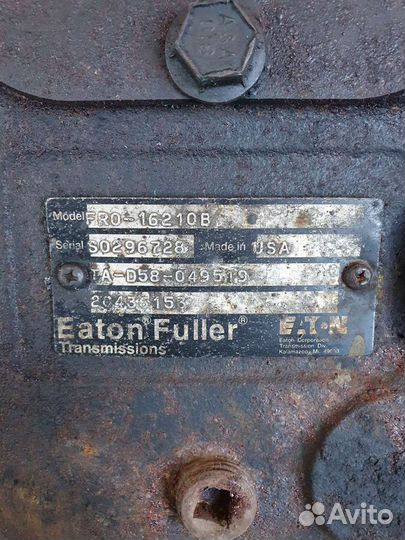 Model FRO-16210B
Serial S0296728 Made in USA
TA-D58-049519
Eaton® Fuller®
Transmissions
EATON
Eaton Corporation
Transmission Div.
Kalamazoo, MI. 49003
Avito